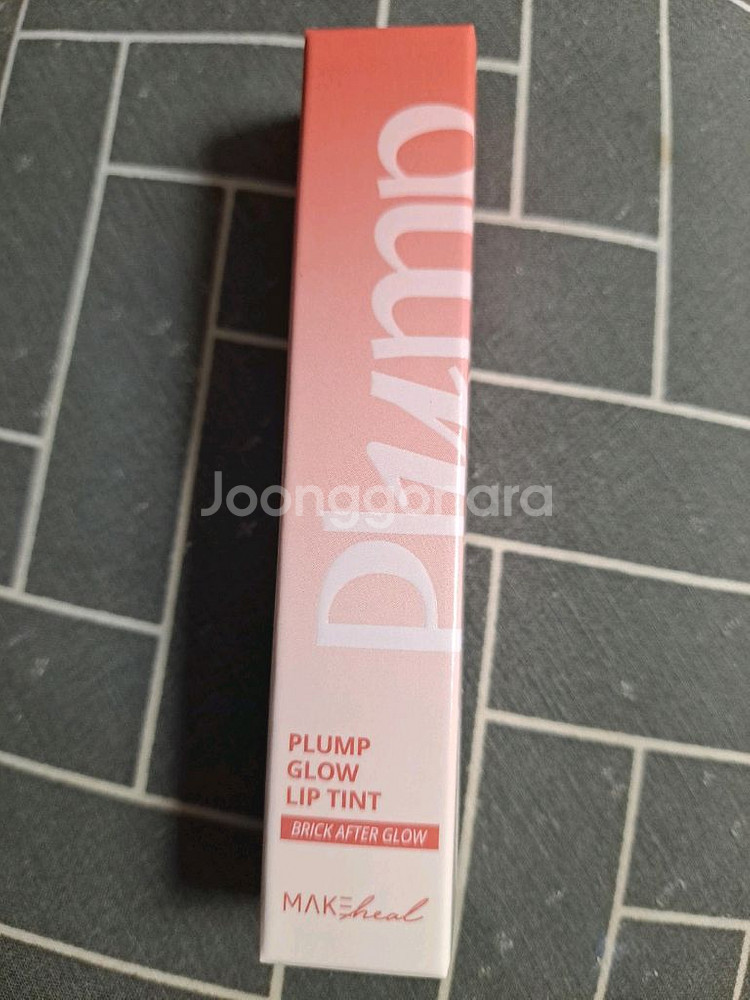 Plump
Joonggonara
PLUMP
GLOW
LIP TINT
BRICK AFTER GLOW
MAKEheal